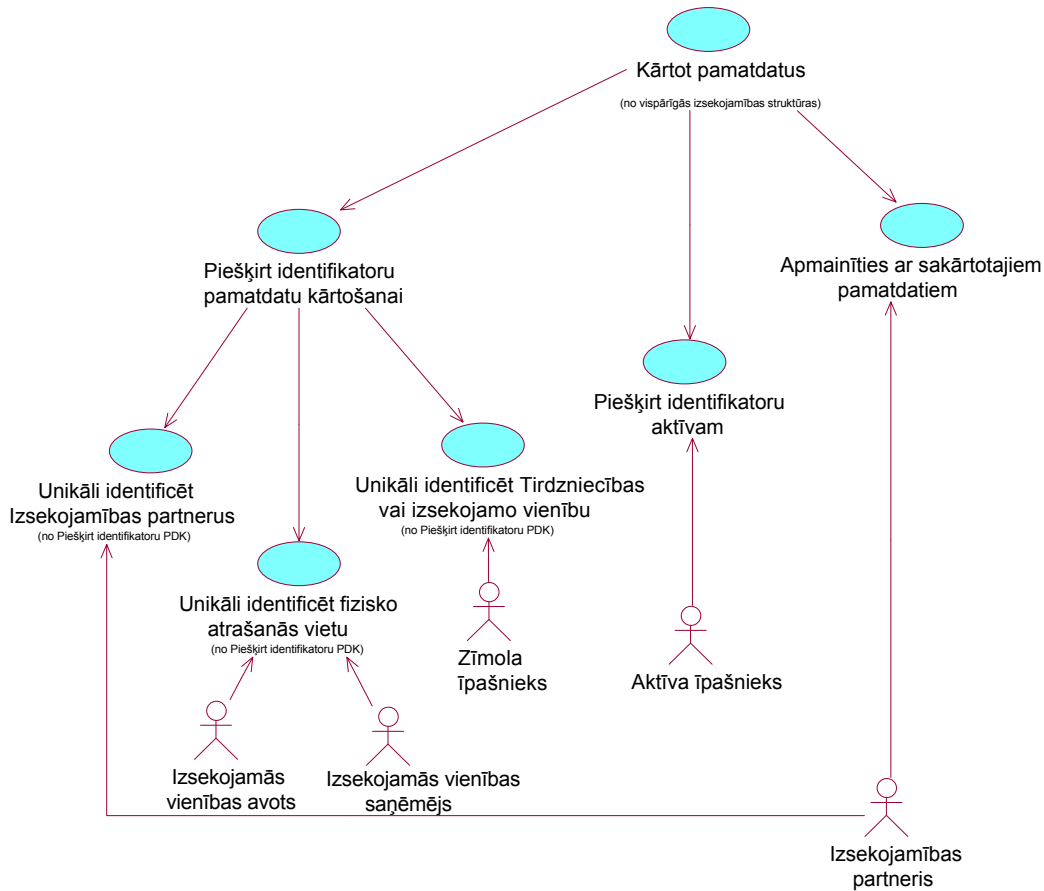 Kārtot pamatdatus
(no vispārīgās izsekojamības struktūras)
Piešķirt identifikatoru
pamatdatu kārtošanai
Apmainīties ar sakārtotajiem
pamatdatiem
Piešķirt identifikatoru
aktīvam
Unikāli identificēt
Izsekojamības partnerus
(no Piešķirt identifikatoru PDK)
Unikāli identificēt Tirdzniecības
vai izsekojamo vienību
(no Piešķirt identifikatoru PDK)
Unikāli identificēt fizisko
atrašanās vietu
(no Piešķirt identifikatoru PDK)
Zīmola
īpašnieks
Aktīva īpašnieks
Izsekojamās
vienības avots
Izsekojamās vienības
saņēmējs
Izsekojamības
partneris